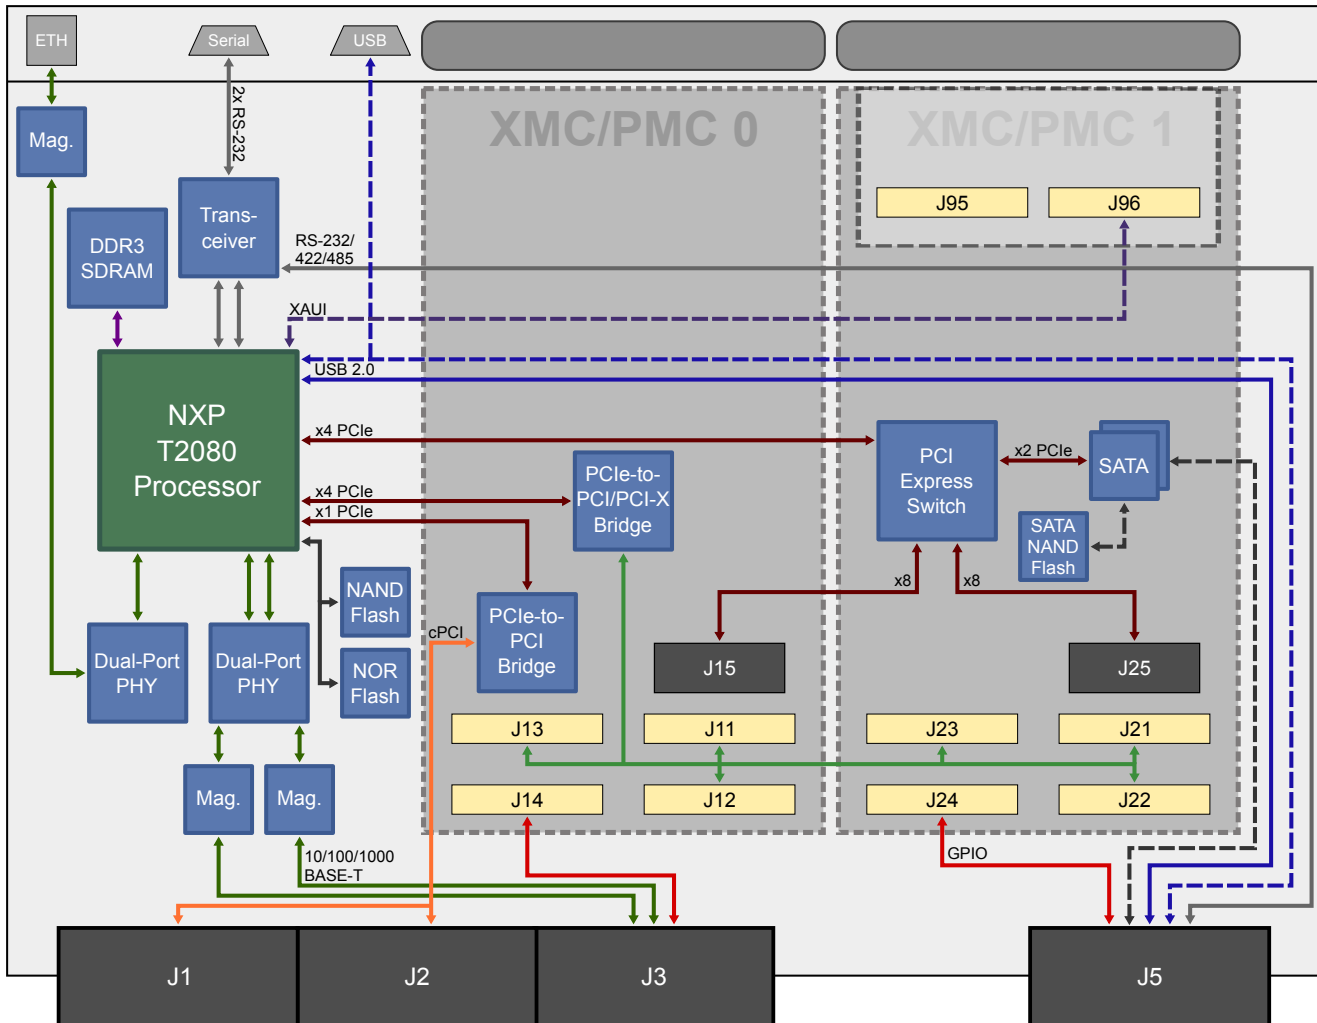 ETH
Serial
USB
2x RS-232
Mag.
XMC/PMC 0
XMC/PMC 1
J95
J96
Trans-
ceiver
DDR3
SDRAM
RS-232/
422/485
XAUI
USB 2.0
NXP
T2080
Processor
x4 PCIe
x4 PCIe
x1 PCIe
PCIe-to-
PCI/PCI-X
Bridge
PCI
Express
Switch
x2 PCIe
SATA
SATA
NAND
Flash
x8
x8
NAND
Flash
NOR
Flash
cPCI
PCIe-to-
PCI
Bridge
J15
J25
Dual-Port
PHY
Dual-Port
PHY
J13
J11
J23
J21
J14
J12
J24
J22
Mag.
Mag.
10/100/1000
BASE-T
GPIO
J1
J2
J3
J5